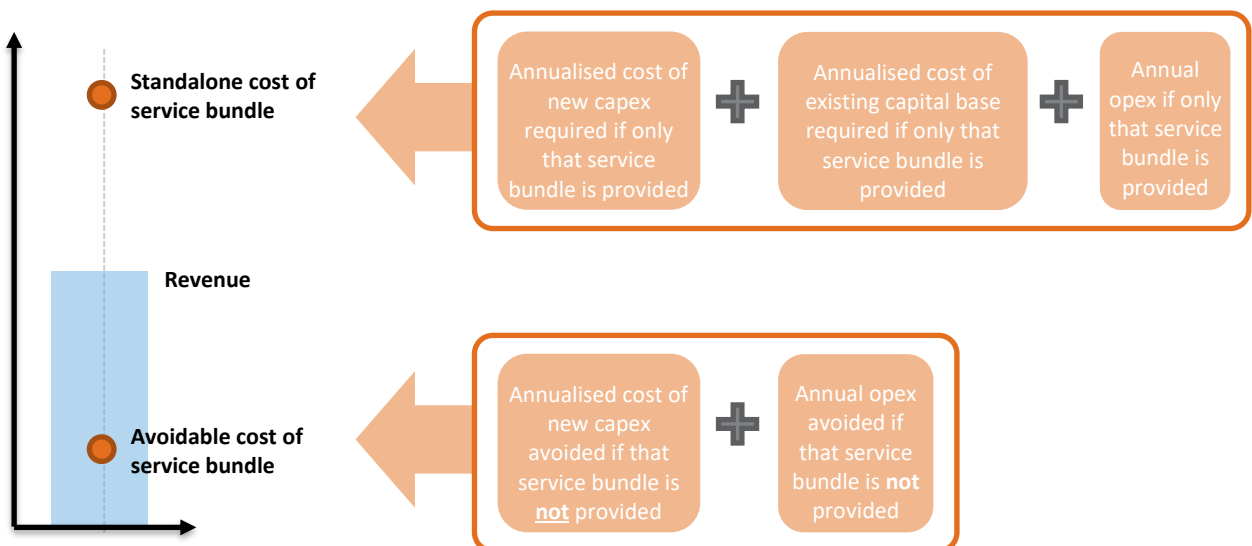 Standalone cost of
service bundle
Annualised cost of
new capex
required if only
that service
bundle is provided
Annualised cost of
existing capital base
required if only that
service bundle is
provided
Annual
opex if only
that service
bundle is
provided
Revenue
Avoidable cost of
service bundle
Annualised cost of
new capex
avoided if that
service bundle is
not provided
Annual opex
avoided if
that service
bundle is not
provided